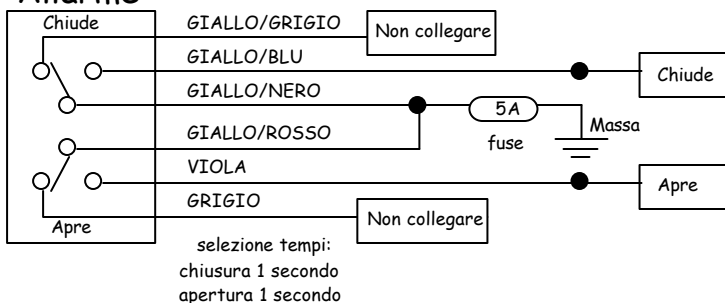 Chiude
GIALLO/GRIGIO
Non collegare
GIALLO/BLU
Chiude
GIALLO/NERO
5A
fuse
Massa
GIALLO/ROSSO
VIOLA
Apre
GRIGIO
Non collegare
Apre
selezione tempi:
chiusura 1 secondo
apertura 1 secondo